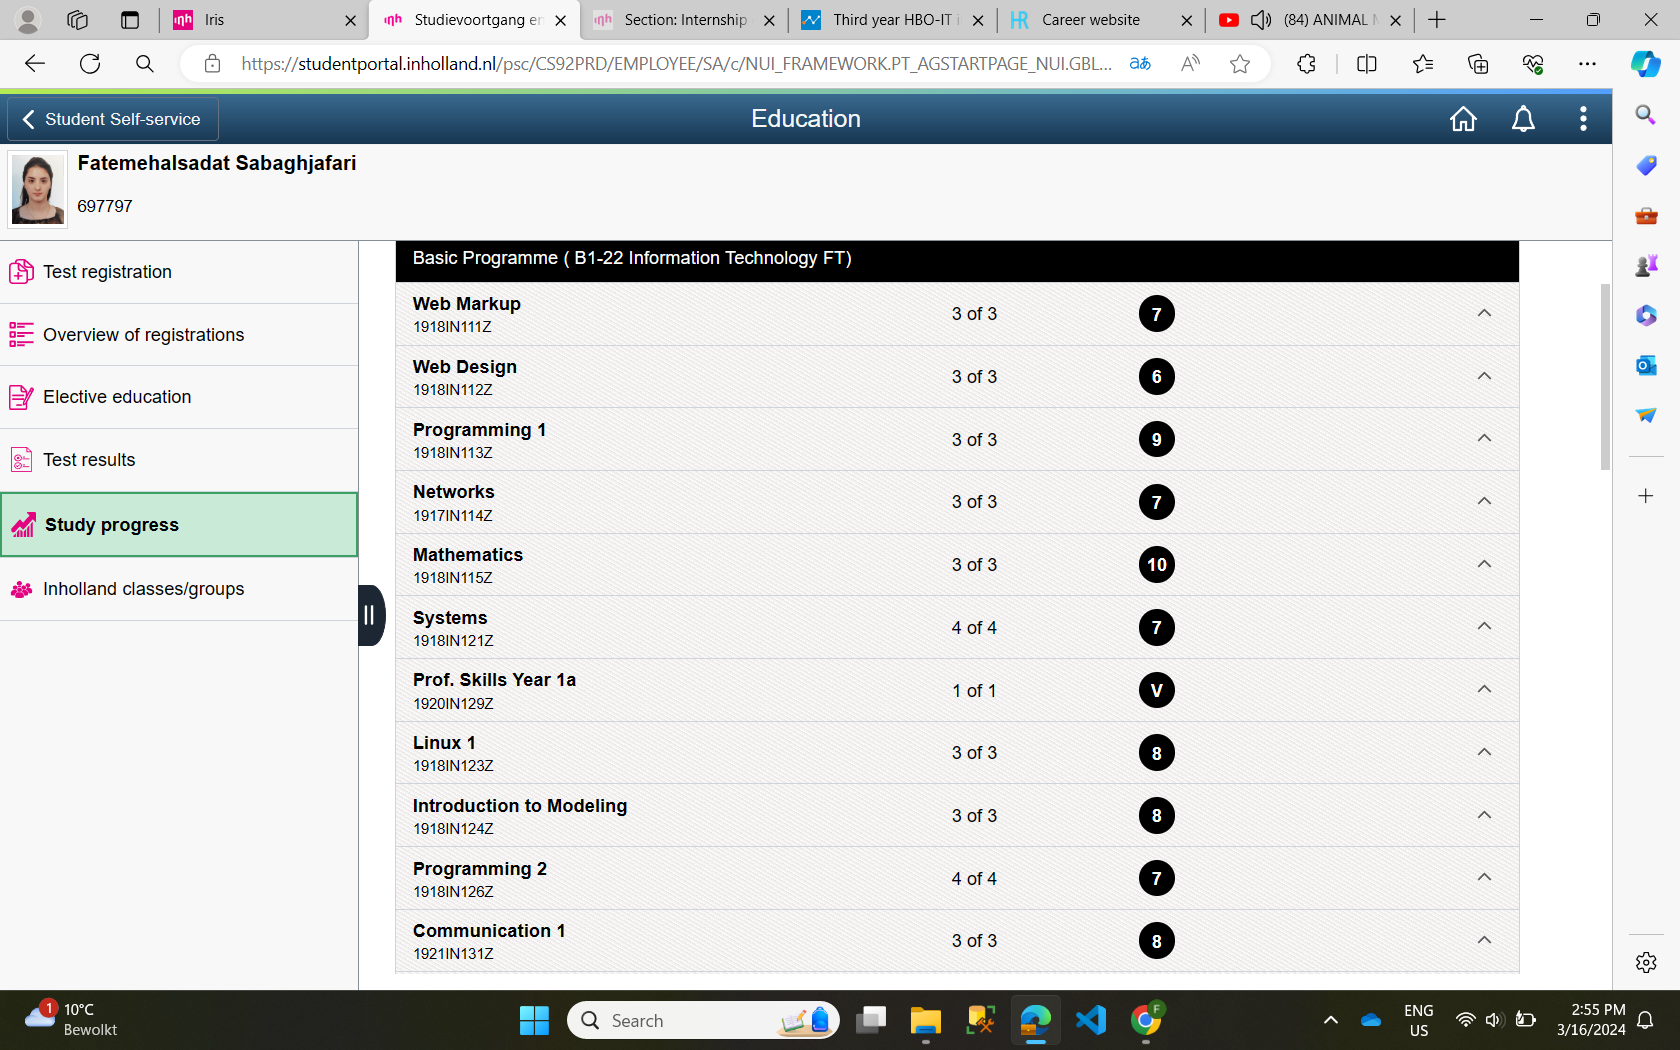 Iris
Studievoortgang en
Section: Internship
Third year HBO-IT i
Career website
(84) ANIMAL M
https://studentportal.inholland.nl/psc/CS92PRD/EMPLOYEE/SA/c/NUI_FRAMEWORK.PT_AGSTARTPAGE_NUI.GBL...
Student Self-service
Education
Fatemehalsadat Sabaghjafari
697797
Test registration
Overview of registrations
Elective education
Test results
Study progress
Inholland classes/groups
Basic Programme ( B1-22 Information Technology FT)
Web Markup
1918IN111Z
3 of 3
7
Web Design
1918IN112Z
3 of 3
6
Programming 1
1918IN113Z
3 of 3
9
Networks
1917IN114Z
3 of 3
7
Mathematics
1918IN115Z
3 of 3
10
Systems
1918IN121Z
4 of 4
7
Prof. Skills Year 1a
1920IN129Z
1 of 1
V
Linux 1
1918IN123Z
3 of 3
8
Introduction to Modeling
1918IN124Z
3 of 3
8
Programming 2
1918IN126Z
4 of 4
7
Communication 1
1921IN131Z
3 of 3
8
1
10°C
Bewolkt
Search
F
ENG
US
2:55 PM
3/16/2024